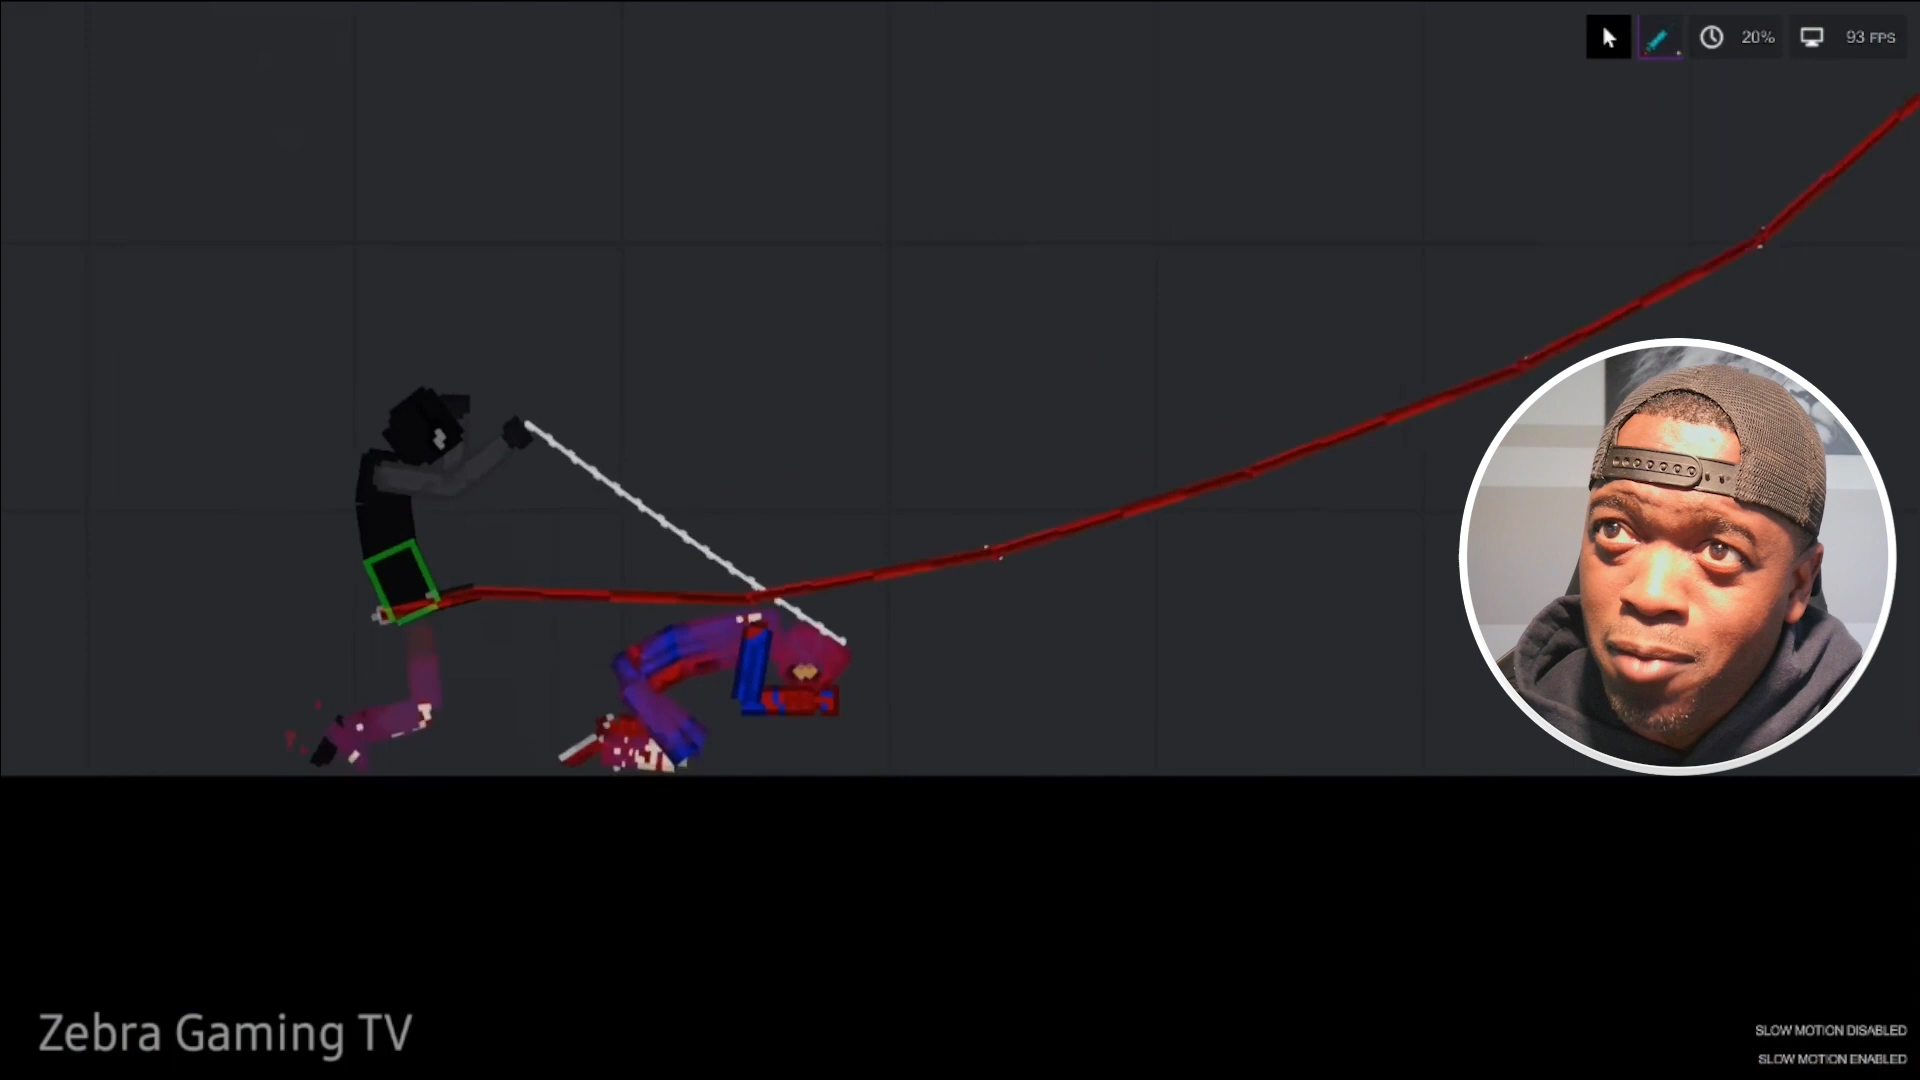 20%
93 FPS
Zebra Gaming TV
SLOW MOTION DISABLED
SLOW MOTION ENABLED